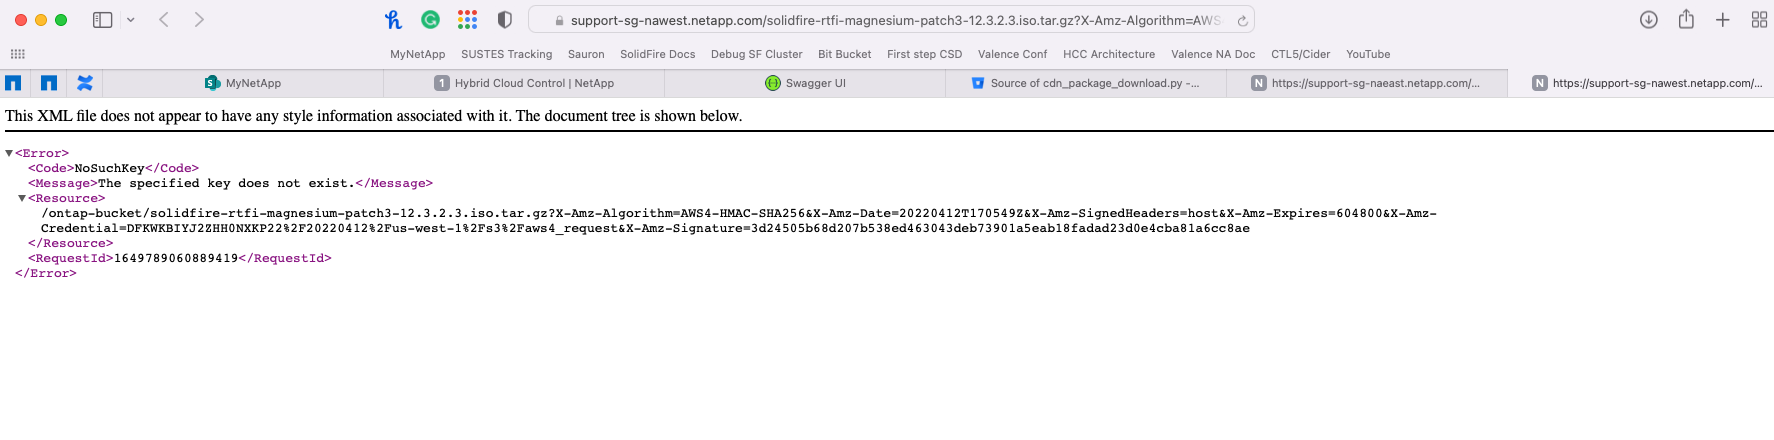 support-sg-nawest.netapp.com/solidfire-rtfi-magnesium-patch3-12.3.2.3.iso.tar.gz?X-Amz-Algorithm=AWS
MyNetApp SUSTES Tracking Sauron SolidFire Docs Debug SF Cluster Bit Bucket First step CSD Valence Conf HCC Architecture Valence NA Doc CTL5/Cider YouTube
S MyNetApp 1 Hybrid Cloud Control | NetApp {··} Swagger UI Source of cdn_package_download.py -... N https://support-sg-naeast.netapp.com/... N https://support-sg-nawest.netapp.com/...
This XML file does not appear to have any style information associated with it. The document tree is shown below.
▼<Error>
<Code>NoSuchKey</Code>
<Message>The specified key does not exist.</Message>
▼<Resource>
/ontap-bucket/solidfire-rtfi-magnesium-patch3-12.3.2.3.iso.tar.gz?X-Amz-Algorithm=AWS4-HMAC-SHA256&X-Amz-Date=20220412T170549Z&X-Amz-SignedHeaders=host&X-Amz-Expires=604800&X-Amz-
Credential=DFKWKBIYJ2ZHH0NXKP22%2F20220412%2Fus-west-1%2Fs3%2Faws4_request&X-Amz-Signature=3d24505b68d207b538ed463043deb73901a5eab18fadad23d0e4cba81a6cc8ae
</Resource>
<RequestId>1649789060889419</RequestId>
</Error>